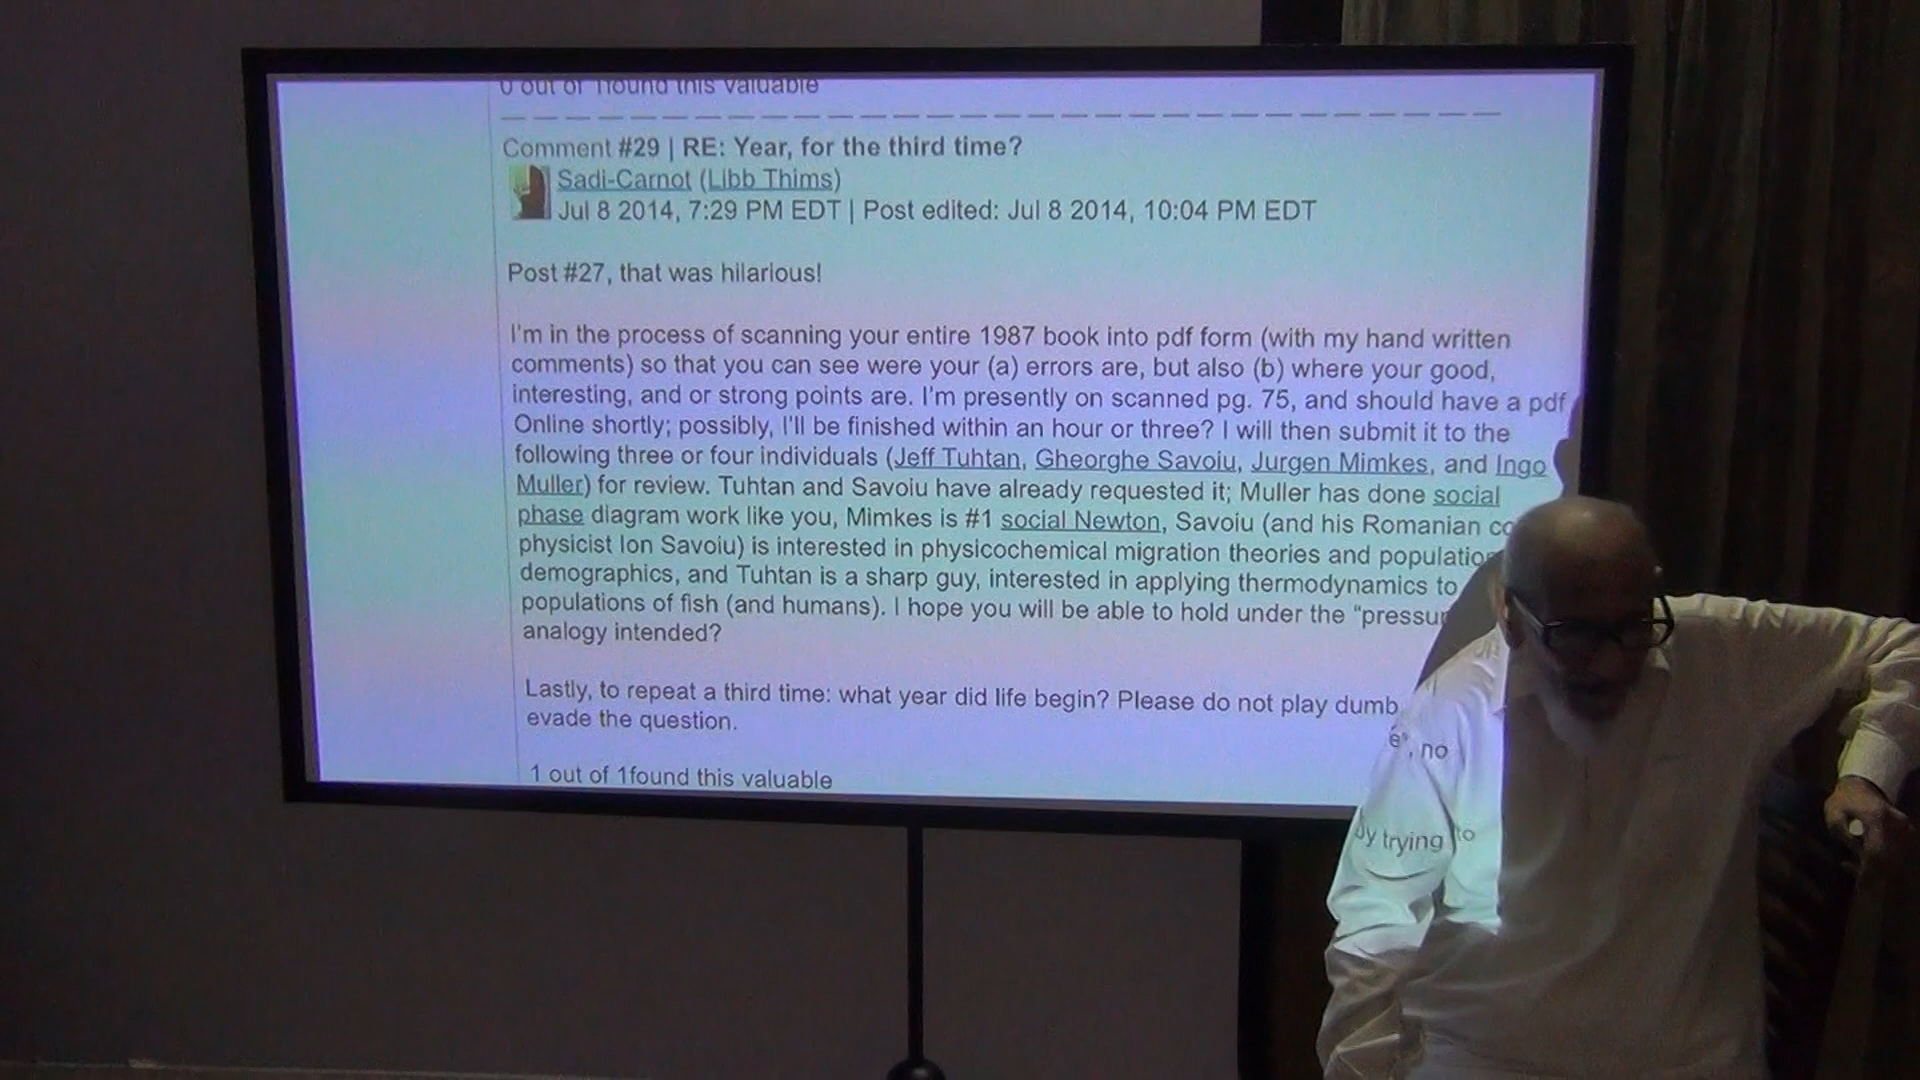 0 out of 1found this valuable
Comment #29 | RE: Year, for the third time?
Sadi-Carnot (Libb Thims)
Jul 8 2014, 7:29 PM EDT | Post edited: Jul 8 2014, 10:04 PM EDT
Post #27, that was hilarious!
I'm in the process of scanning your entire 1987 book into pdf form (with my hand written
comments) so that you can see were your (a) errors are, but also (b) where your good,
interesting, and or strong points are. I'm presently on scanned pg. 75, and should have a pdf
Online shortly; possibly, I'll be finished within an hour or three? I will then submit it to the
following three or four individuals (Jeff Tuhtan, Gheorghe Savoiu, Jurgen Mimkes, and Ingo
Muller) for review. Tuhtan and Savoiu have already requested it; Muller has done social
phase diagram work like you, Mimkes is #1 social Newton, Savoiu (and his Romanian co
physicist Ion Savoiu) is interested in physicochemical migration theories and population
demographics, and Tuhtan is a sharp guy, interested in applying thermodynamics to
populations of fish (and humans). I hope you will be able to hold under the “pressur e”, no
analogy intended?
Lastly, to repeat a third time: what year did life begin? Please do not play dumb by trying to
evade the question.
1 out of 1found this valuable